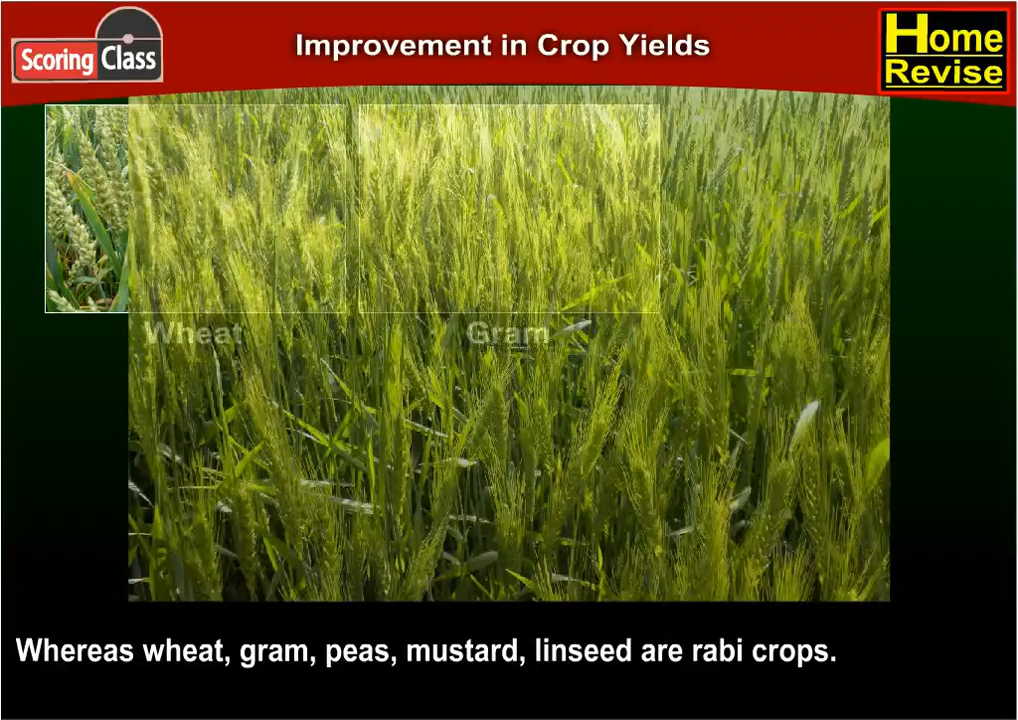 Scoring Class
Improvement in Crop Yields
Home
Revise
Wheat
Gram
Whereas wheat, gram, peas, mustard, linseed are rabi crops.